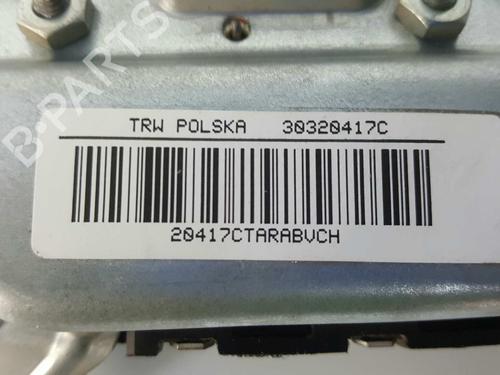 B-PARTS
TRW POLSKA 30320417C
20417CTARABVCH